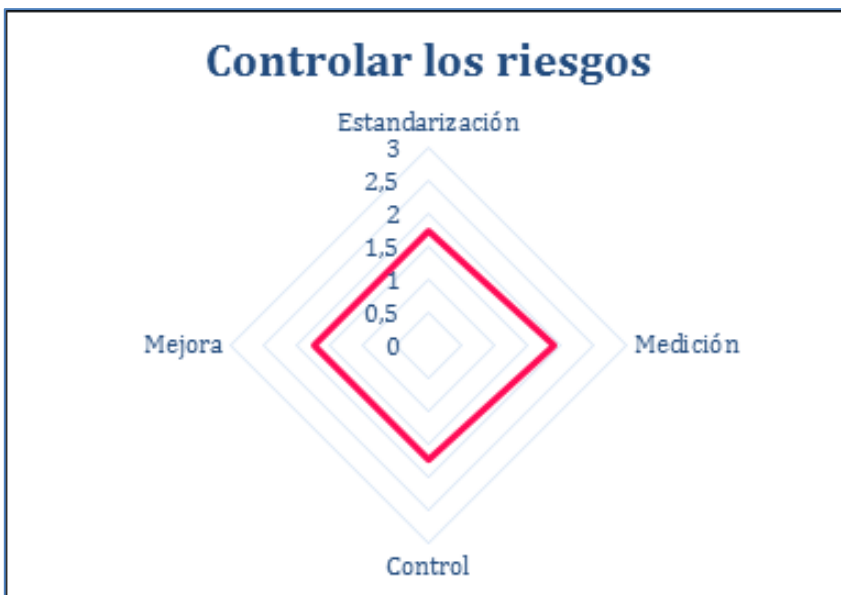 Controlar los riesgos
Estandarización
3
2,5
2
1,5
1
0,5
0
Mejora
Medición
Control